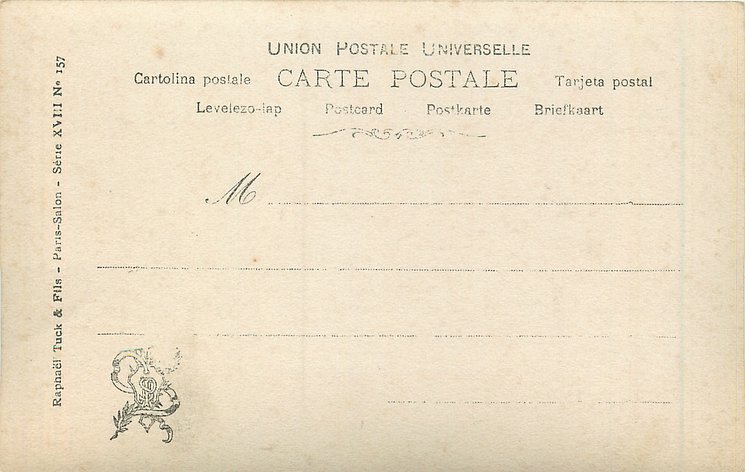 UNION POSTALE UNIVERSELLE
Cartolina postale CARTE POSTALE Tarjeta postal
Levelezo-lap Postcard Postkarte Briefkaart
M
Raphaël Tuck & Fils - Paris-Salon - Série XVIII Nº 157